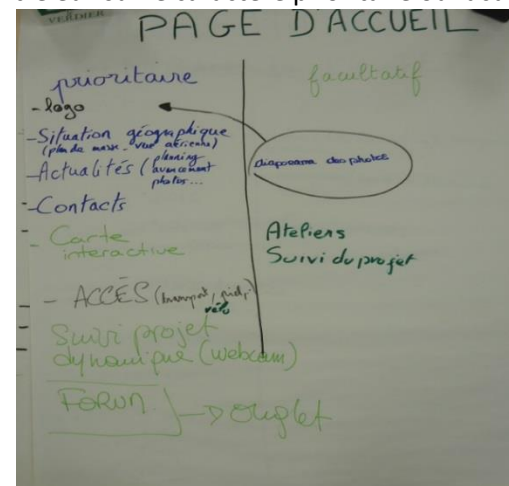 VERDIER
PAGE D'ACCUEIL
prioritaire
facultatif
- logo
- Situation géographique
(plan de masse - vue aérienne)
diaporama des photos
- Actualités (planning
avancement
photos...
- Contacts
- Carte
interactive
Ateliers
Suivi du projet
- ACCÈS (transport, pied,
vélo
Suivi projet
dynamique (webcam)
FORUM
→ onglet